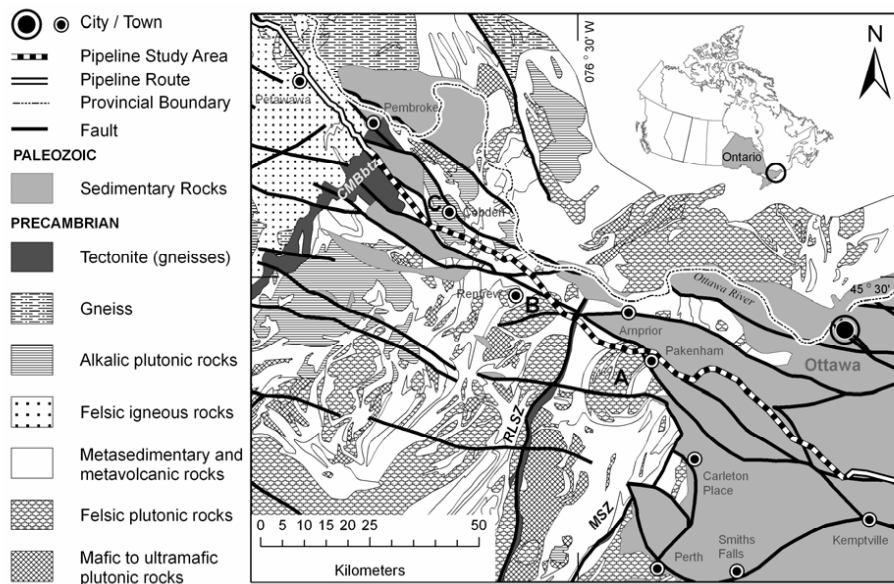 City / Town
Pipeline Study Area
Pipeline Route
Provincial Boundary
Fault
PALEOZOIC
Sedimentary Rocks
PRECAMBRIAN
Tectonite (gneisses)
Gneiss
Alkalic plutonic rocks
Felsic igneous rocks
Metasedimentary and
metavolcanic rocks
Felsic plutonic rocks
Mafic to ultramafic
plutonic rocks
076 ° 30 ' W
N
Ontario
Petawawa
Pembroke
CMBbtz
C
Cobden
Ottawa River
45 ° 30'
Renfrew
B
Arnprior
Ottawa
Pakenham
A
RLSZ
MSZ
Carleton
Place
Smiths
Falls
Perth
Kemptville
0 5 10 15 20 25 50
Kilometers